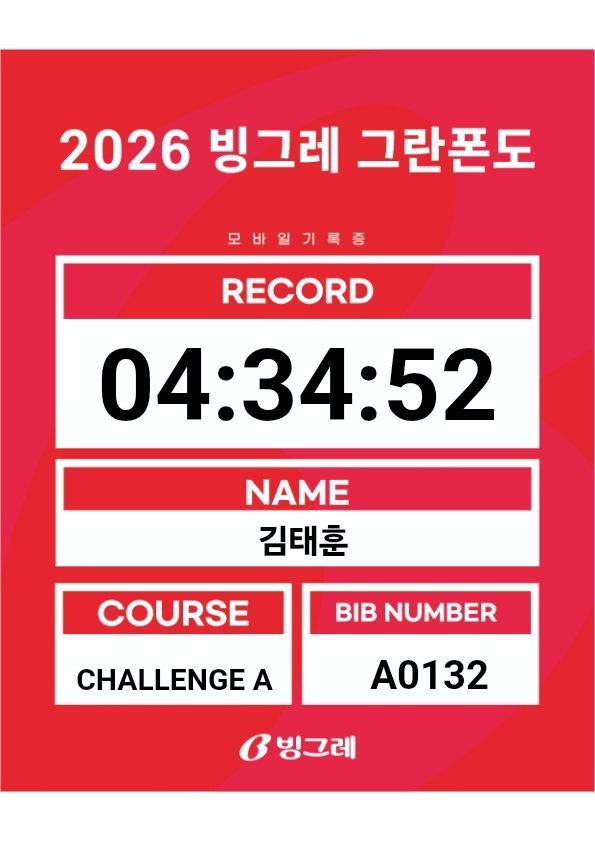 2026 빙그레 그란폰도
모바일기록증
RECORD
04:34:52
NAME
김태훈
COURSE
BIB NUMBER
CHALLENGE A
A0132
빙그레